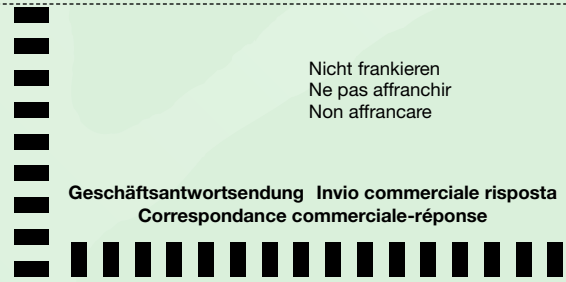 Nicht frankieren
Ne pas affranchir
Non affrancare
Geschäftsantwortsendung Invio commerciale risposta
Correspondance commerciale-réponse